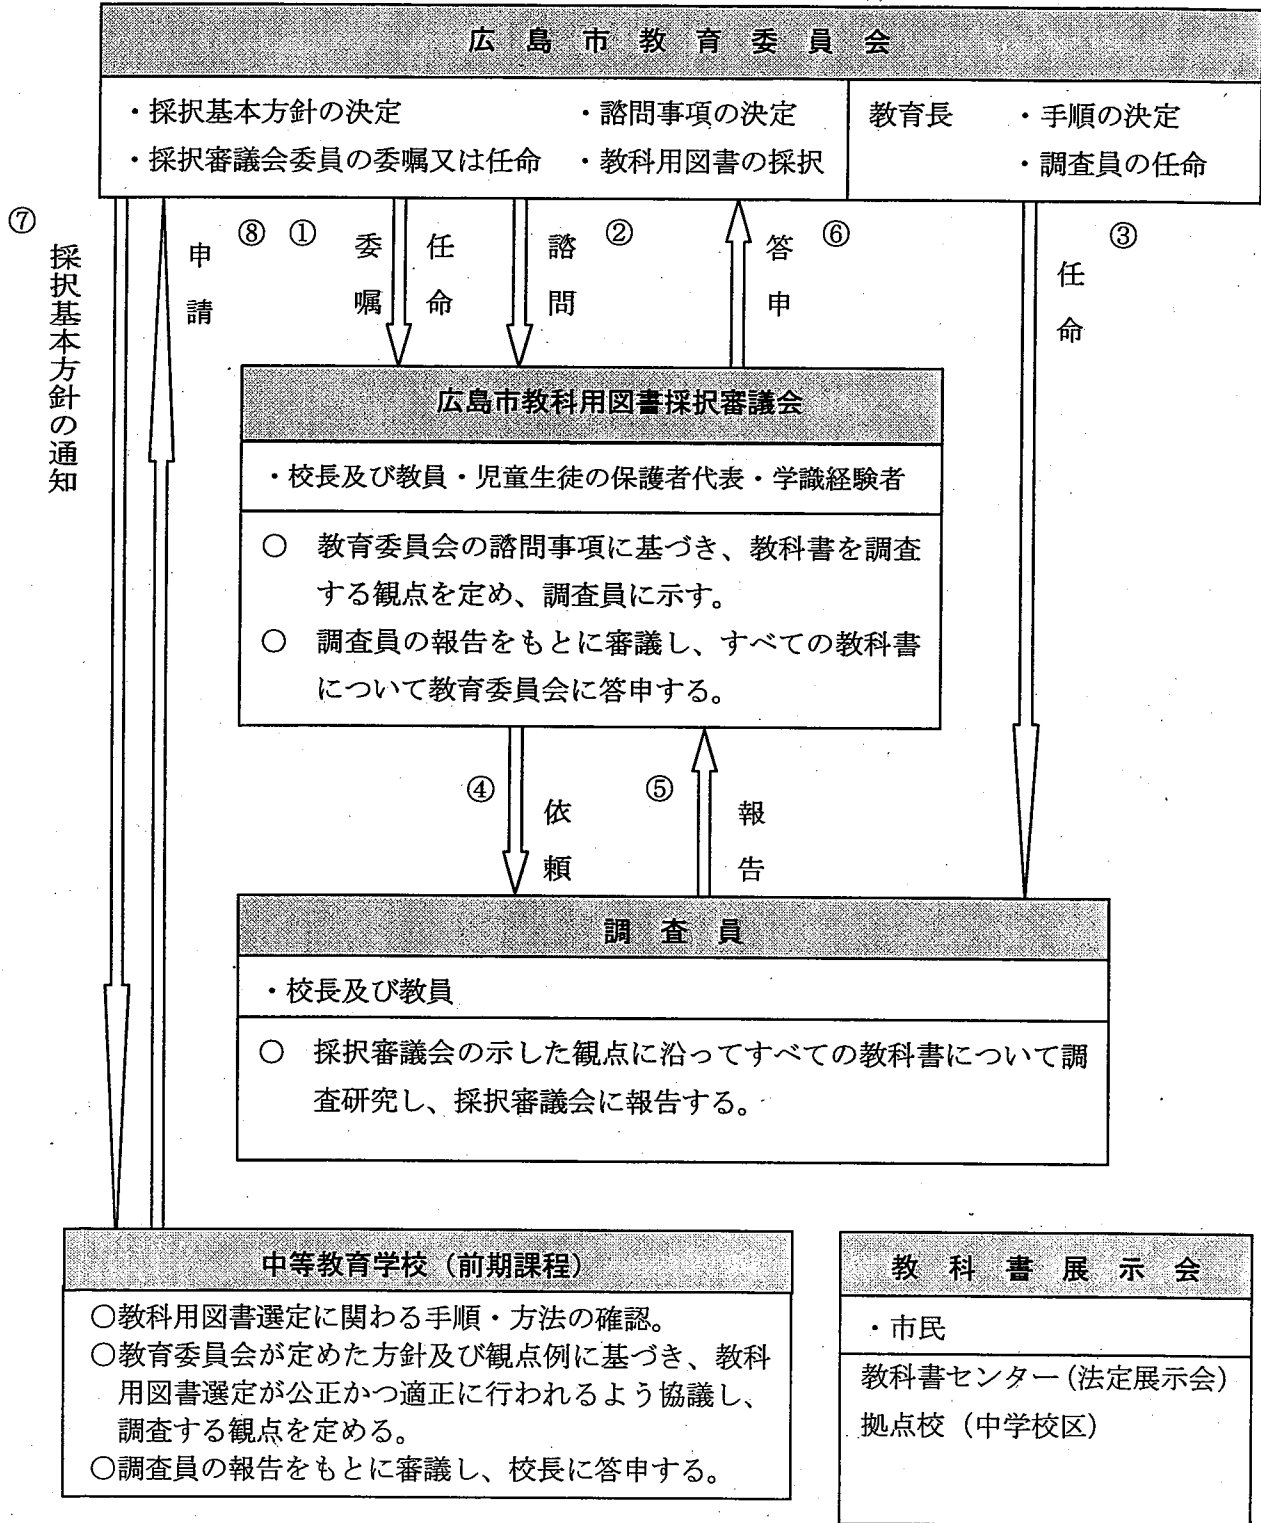 広島市教育委員会
・採択基本方針の決定 ・諮問事項の決定
・採択審議会委員の委嘱又は任命 ・教科用図書の採択
教育長 ・手順の決定
・調査員の任命
⑦ 採択基本方針の通知
申請 ⑧
① 委嘱 任命
諮問 ②
答申 ⑥
③ 任命
広島市教科用図書採択審議会
・校長及び教員・児童生徒の保護者代表・学識経験者
○ 教育委員会の諮問事項に基づき、教科書を調査
する観点を定め、調査員に示す。
○ 調査員の報告をもとに審議し、すべての教科書
について教育委員会に答申する。
④ 依頼
⑤ 報告
調査員
・校長及び教員
○ 採択審議会の示した観点に沿ってすべての教科書について調
査研究し、採択審議会に報告する。
中等教育学校（前期課程）
○教科用図書選定に関わる手順・方法の確認。
○教育委員会が定めた方針及び観点例に基づき、教科
用図書選定が公正かつ適正に行われるよう協議し、
調査する観点を定める。
○調査員の報告をもとに審議し、校長に答申する。
教科書展示会
・市民
教科書センター（法定展示会）
拠点校（中学校区）